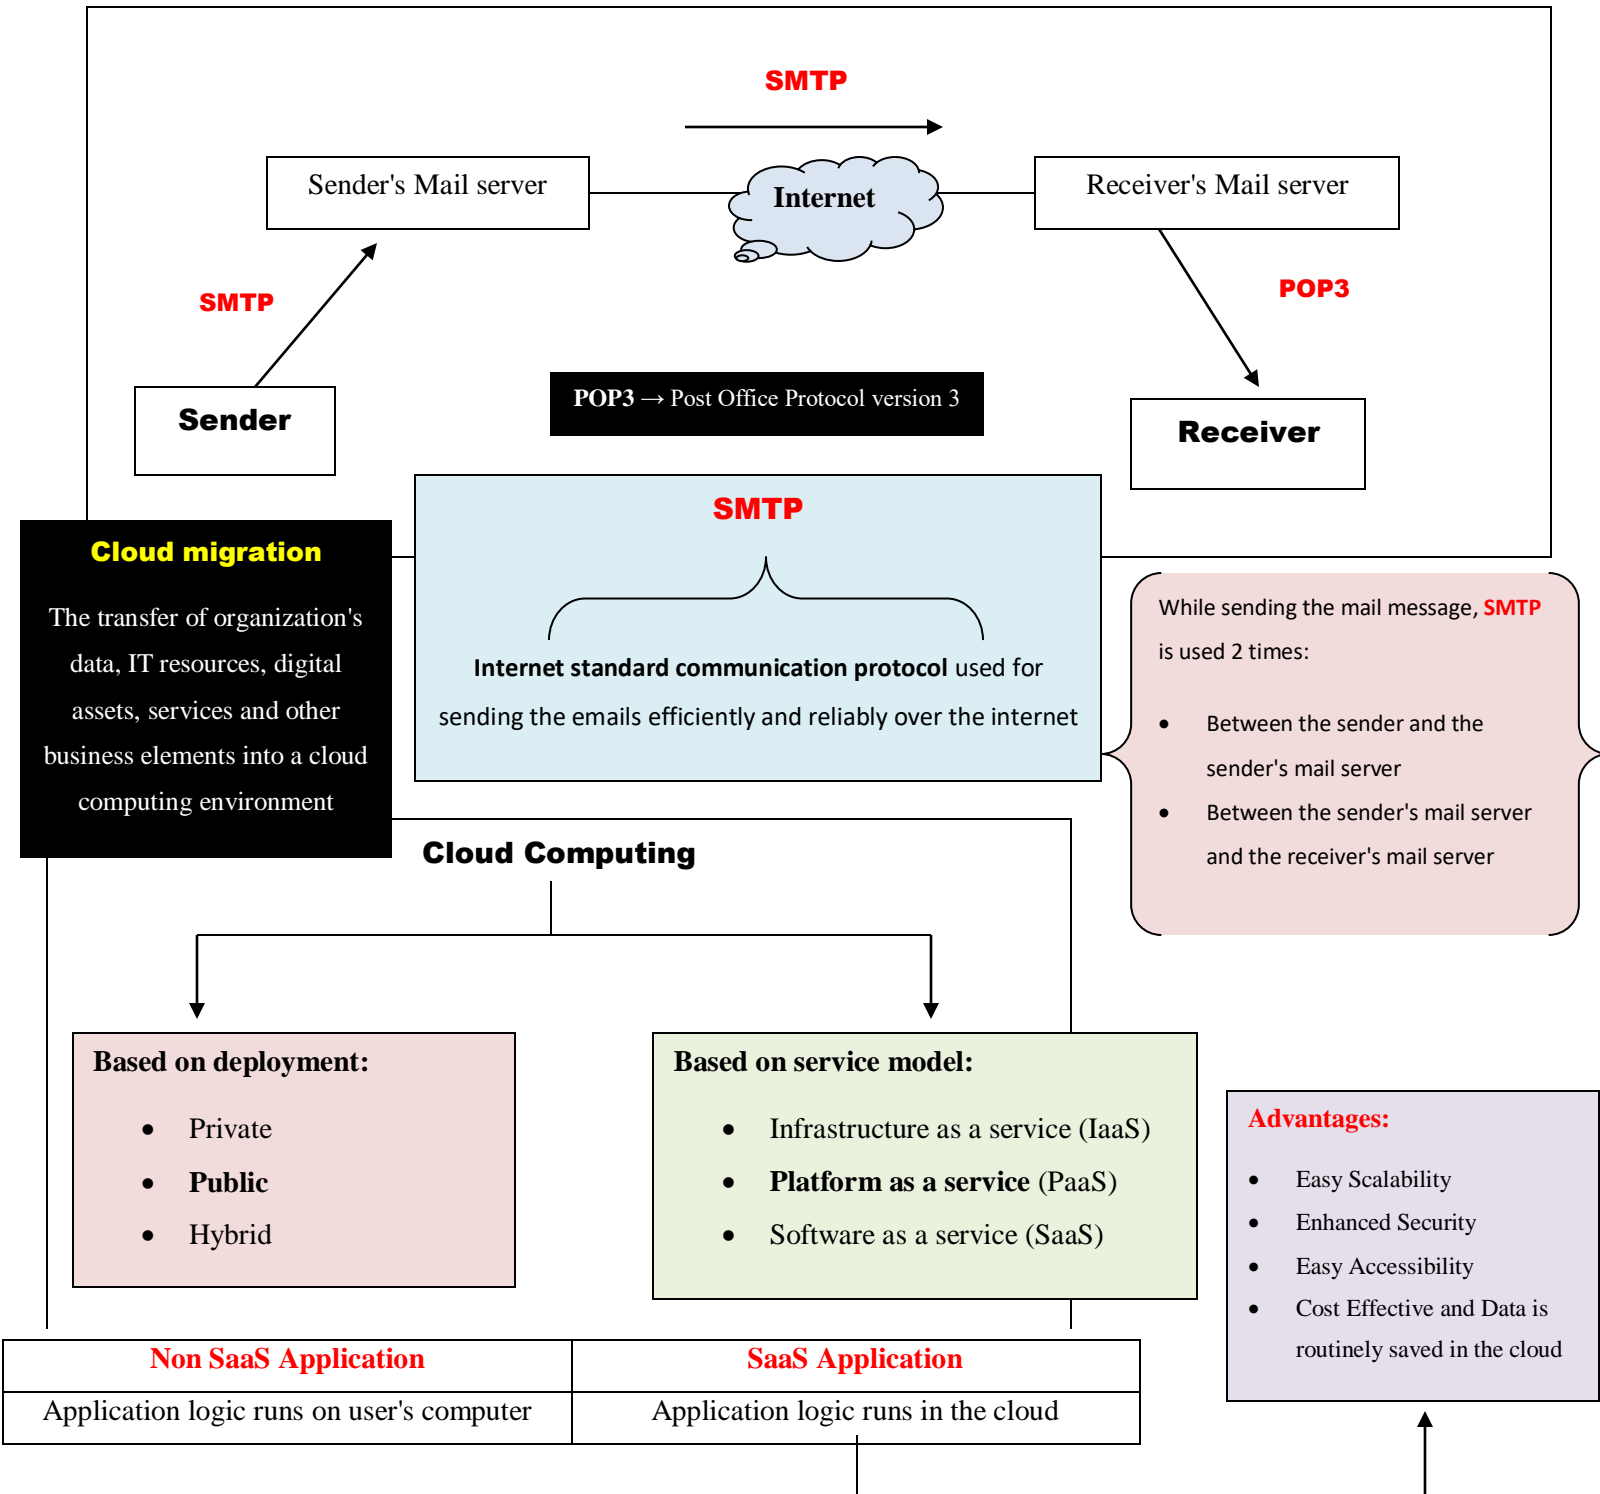 SMTP
Sender's Mail server
Internet
Receiver's Mail server
SMTP
POP3
Sender
POP3 → Post Office Protocol version 3
Receiver
SMTP
Internet standard communication protocol used for
sending the emails efficiently and reliably over the internet
Cloud migration
The transfer of organization's
data, IT resources, digital
assets, services and other
business elements into a cloud
computing environment
While sending the mail message, SMTP
is used 2 times:
• Between the sender and the
sender's mail server
• Between the sender's mail server
and the receiver's mail server
Cloud Computing
Based on deployment:
• Private
• Public
• Hybrid
Based on service model:
• Infrastructure as a service (IaaS)
• Platform as a service (PaaS)
• Software as a service (SaaS)
Advantages:
• Easy Scalability
• Enhanced Security
• Easy Accessibility
• Cost Effective and Data is
routinely saved in the cloud
Non SaaS Application
SaaS Application
Application logic runs on user's computer
Application logic runs in the cloud